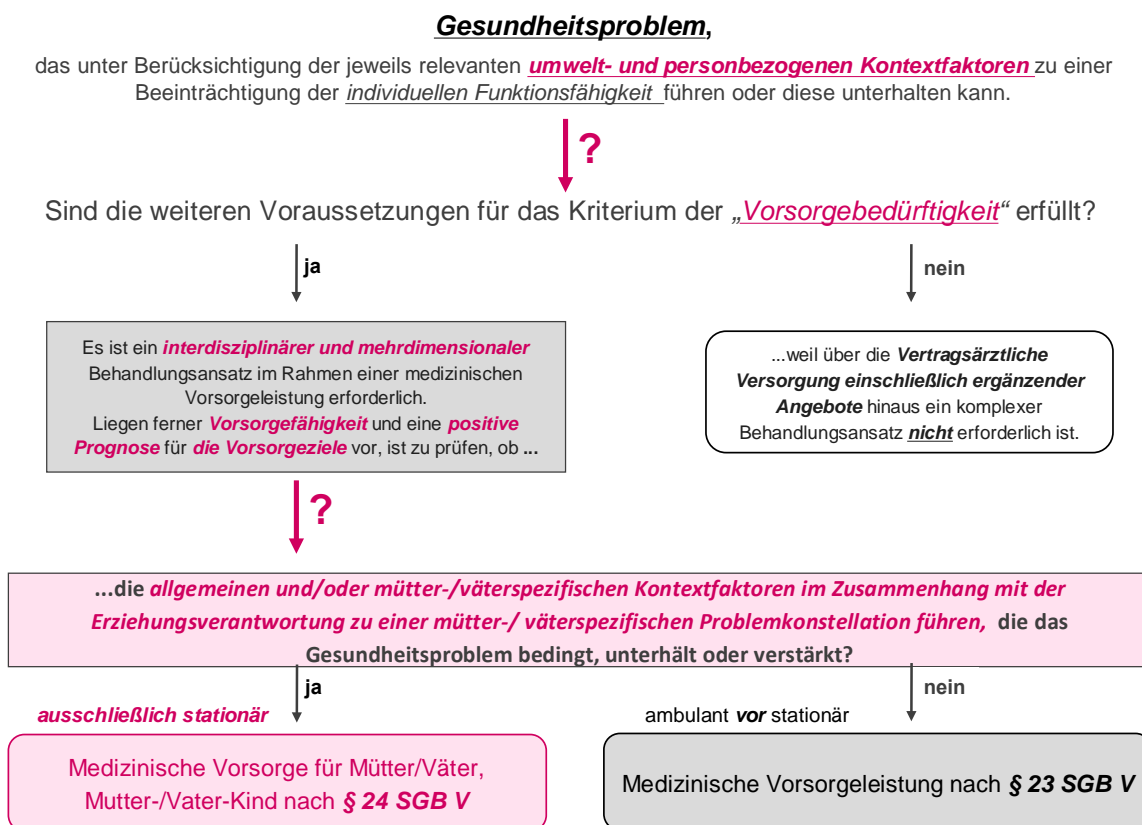 Gesundheitsproblem,
das unter Berücksichtigung der jeweils relevanten umwelt- und personbezogenen Kontextfaktoren zu einer
Beeinträchtigung der individuellen Funktionsfähigkeit führen oder diese unterhalten kann.
?
Sind die weiteren Voraussetzungen für das Kriterium der „Vorsorgebedürftigkeit“ erfüllt?
ja
nein
Es ist ein interdisziplinärer und mehrdimensionaler
Behandlungsansatz im Rahmen einer medizinischen
Vorsorgeleistung erforderlich.
Liegen ferner Vorsorgefähigkeit und eine positive
Prognose für die Vorsorgeziele vor, ist zu prüfen, ob ...
...weil über die Vertragsärztliche
Versorgung einschließlich ergänzender
Angebote hinaus ein komplexer
Behandlungsansatz nicht erforderlich ist.
?
...die allgemeinen und/oder mütter-/väterspezifischen Kontextfaktoren im Zusammenhang mit der
Erziehungsverantwortung zu einer mütter-/ väterspezifischen Problemkonstellation führen, die das
Gesundheitsproblem bedingt, unterhält oder verstärkt?
ja
nein
ausschließlich stationär
ambulant vor stationär
Medizinische Vorsorge für Mütter/Väter,
Mutter-/Vater-Kind nach § 24 SGB V
Medizinische Vorsorgeleistung nach § 23 SGB V